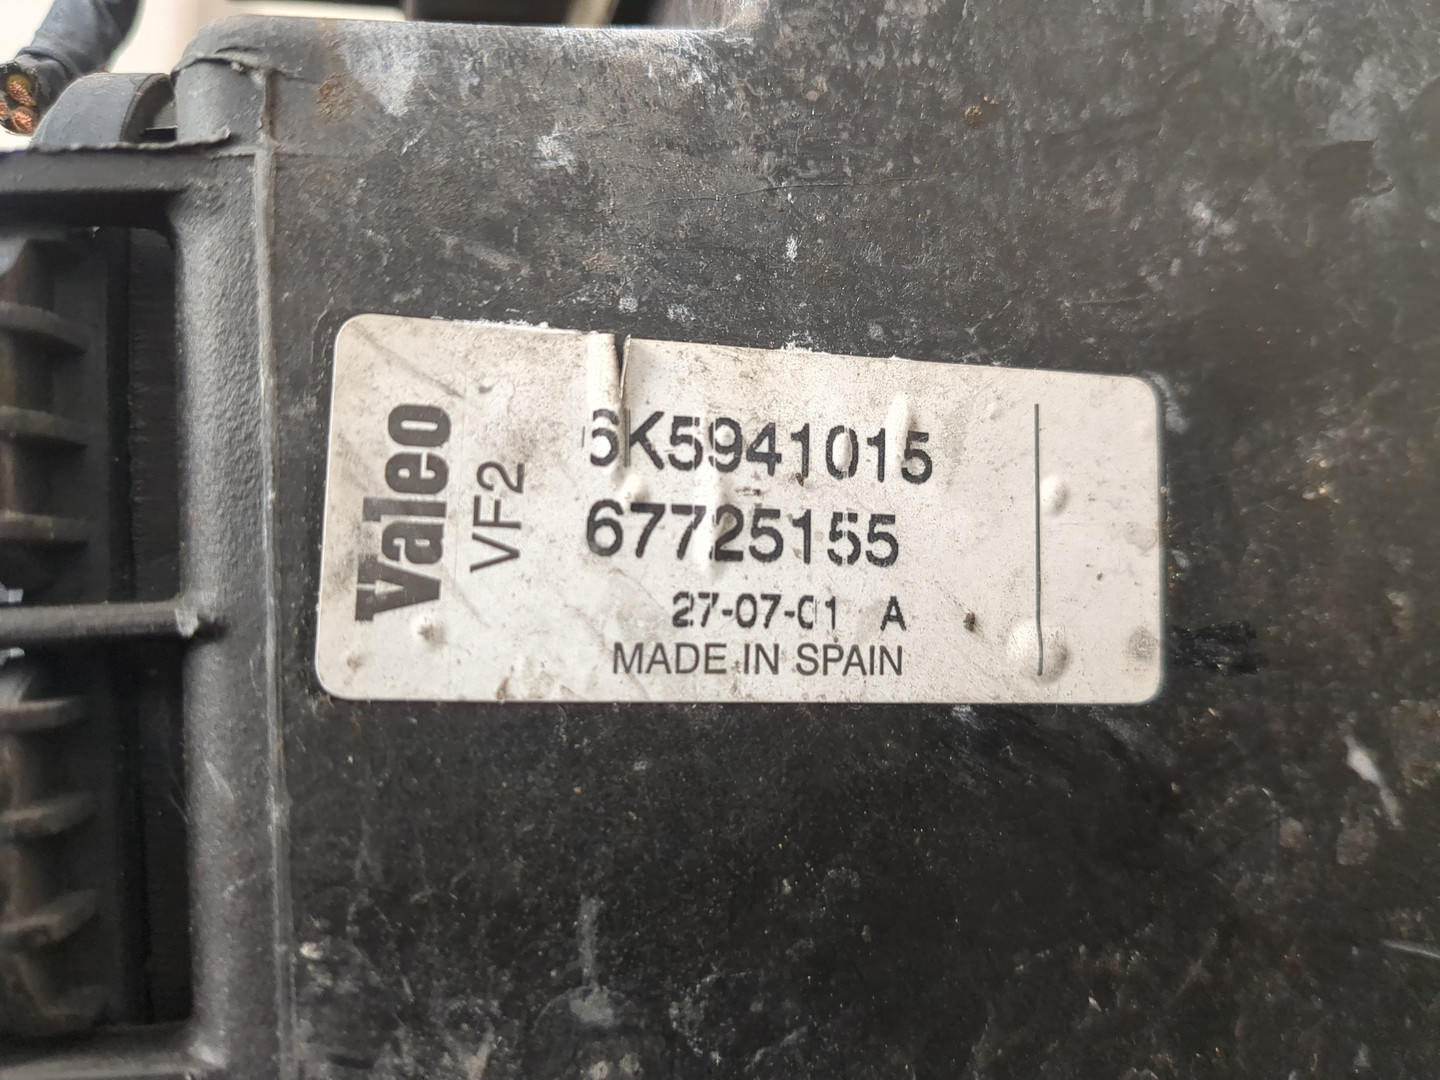 Valeo
VF2
6K5941015
67725155
27-07-01 A
MADE IN SPAIN